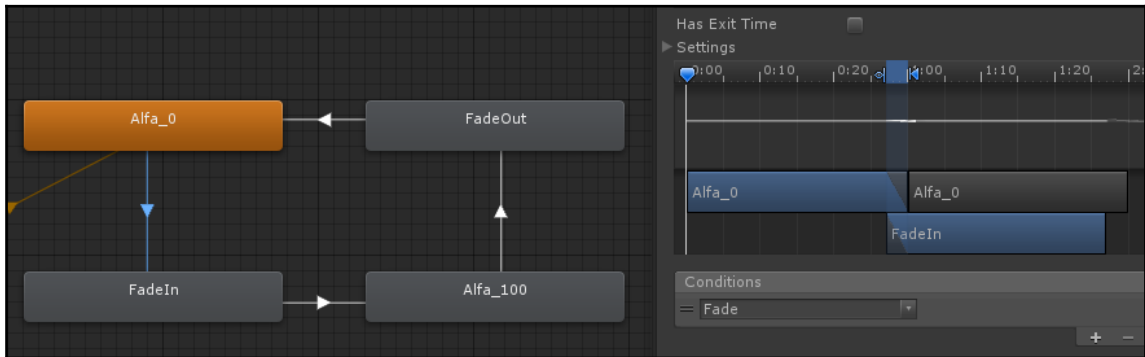 Alfa_0
FadeOut
FadeIn
Alfa_100
Has Exit Time
Settings
0:00 0:10 0:20 1:00 1:10 1:20 2:
Alfa_0 Alfa_0
FadeIn
Conditions
= Fade
+ −